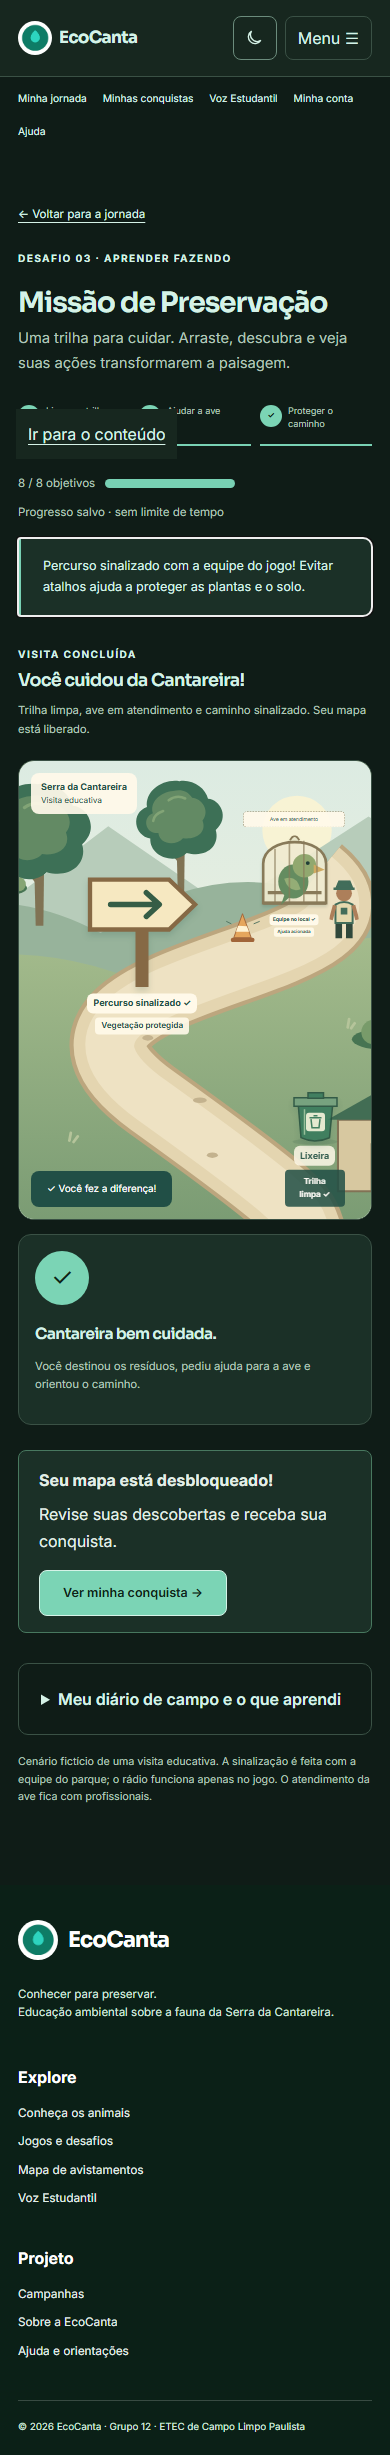 EcoCanta
Menu ☰
Minha jornada Minhas conquistas Voz Estudantil Minha conta
Ajuda
← Voltar para a jornada
DESAFIO 03 · APRENDER FAZENDO
Missão de Preservação
Uma trilha para cuidar. Arraste, descubra e veja
suas ações transformarem a paisagem.
Ajudar a ave
✓ Proteger o
caminho
Ir para o conteúdo
8 / 8 objetivos
Progresso salvo · sem limite de tempo
Percurso sinalizado com a equipe do jogo! Evitar
atalhos ajuda a proteger as plantas e o solo.
VISITA CONCLUÍDA
Você cuidou da Cantareira!
Trilha limpa, ave em atendimento e caminho sinalizado. Seu mapa
está liberado.
Serra da Cantareira
Visita educativa
Ave em atendimento
Equipe no local ✓
Ajuda acionada
Percurso sinalizado ✓
Vegetação protegida
Lixeira
Trilha
limpa ✓
✓ Você fez a diferença!
Cantareira bem cuidada.
Você destinou os resíduos, pediu ajuda para a ave e
orientou o caminho.
Seu mapa está desbloqueado!
Revise suas descobertas e receba sua
conquista.
Ver minha conquista →
▶ Meu diário de campo e o que aprendi
Cenário fictício de uma visita educativa. A sinalização é feita com a
equipe do parque; o rádio funciona apenas no jogo. O atendimento da
ave fica com profissionais.
EcoCanta
Conhecer para preservar.
Educação ambiental sobre a fauna da Serra da Cantareira.
Explore
Conheça os animais
Jogos e desafios
Mapa de avistamentos
Voz Estudantil
Projeto
Campanhas
Sobre a EcoCanta
Ajuda e orientações
© 2026 EcoCanta · Grupo 12 · ETEC de Campo Limpo Paulista